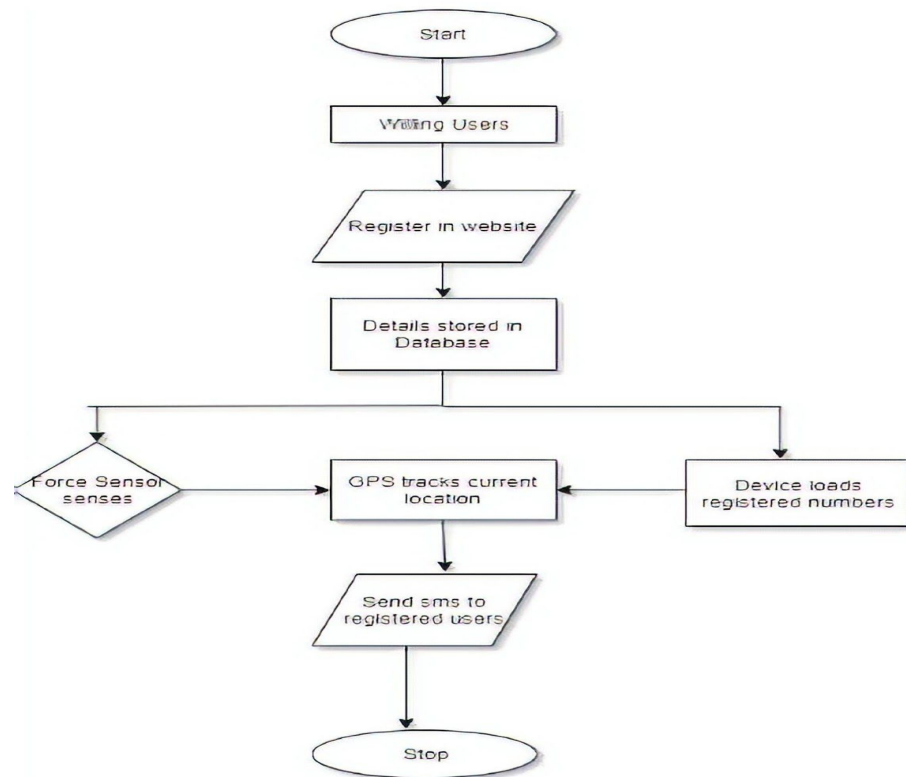 Start
Willing Users
Register in website
Details stored in
Database
Force Sensor
senses
GPS tracks current
location
Device loads
registered numbers
Send sms to
registered users
Stop